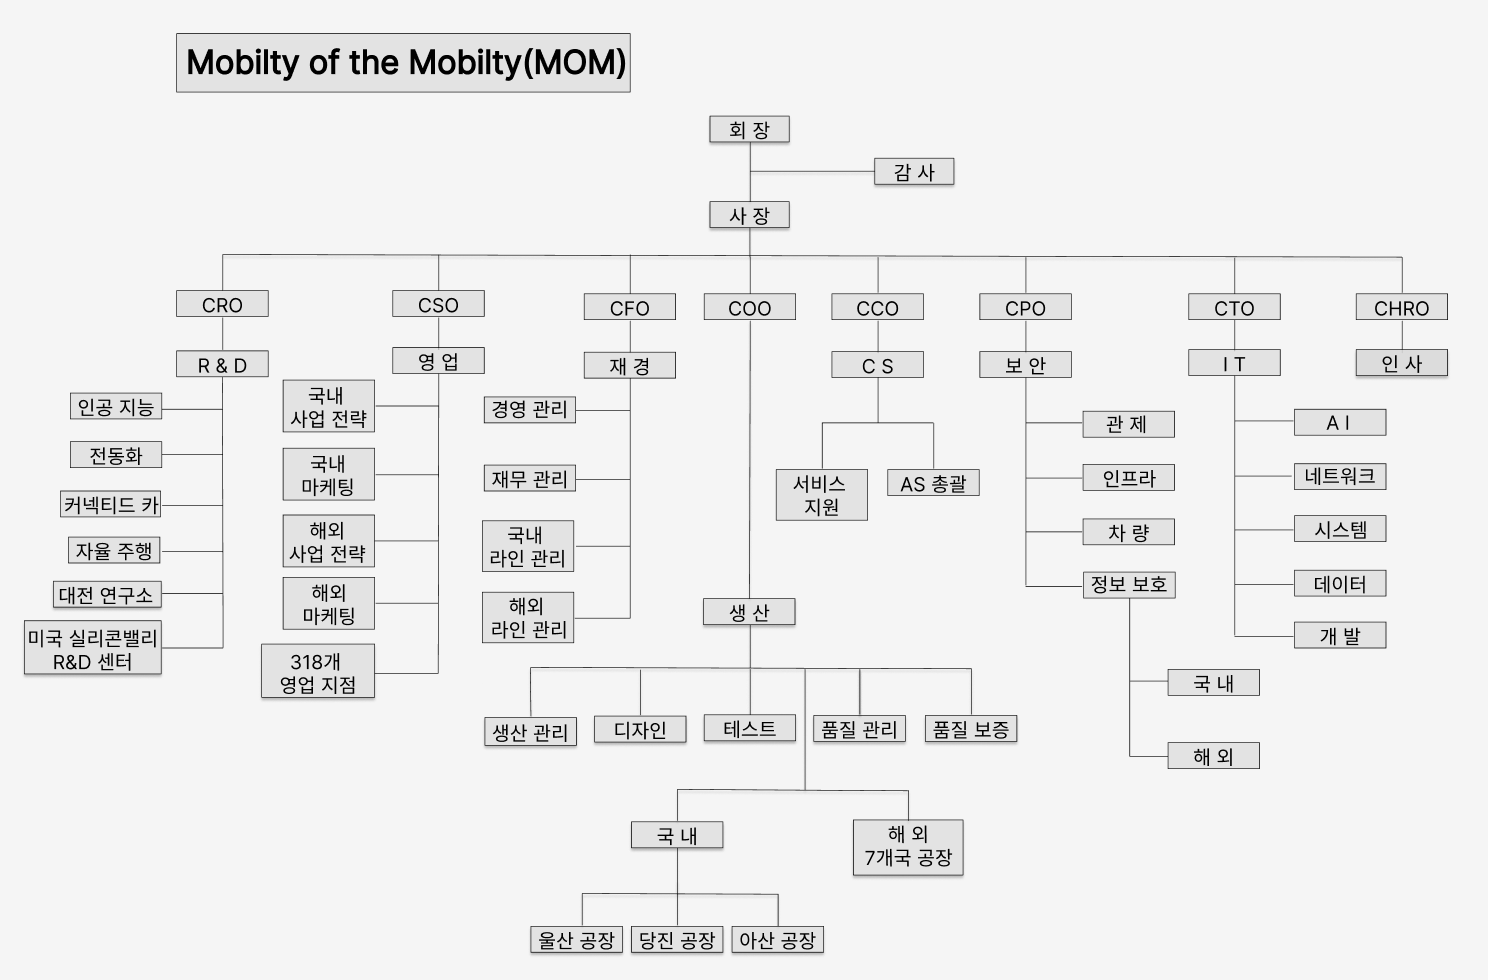 Mobilty of the Mobilty(MOM)
회 장
감 사
사 장
CRO
CSO
CFO
COO
CCO
CPO
CTO
CHRO
R & D
영 업
재 경
C S
보 안
I T
인 사
인공 지능
전동화
커넥티드 카
자율 주행
대전 연구소
미국 실리콘밸리
R&D 센터
국내
사업 전략
국내
마케팅
해외
사업 전략
해외
마케팅
318개
영업 지점
경영 관리
재무 관리
국내
라인 관리
해외
라인 관리
서비스
지원
AS 총괄
관 제
인프라
차 량
정보 보호
국 내
해 외
A I
네트워크
시스템
데이터
개 발
생 산
생산 관리
디자인
테스트
품질 관리
품질 보증
국 내
해 외
7개국 공장
울산 공장
당진 공장
아산 공장